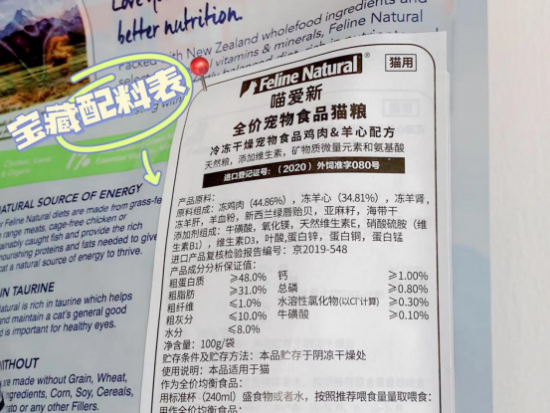 Love
better nutrition.
Packed with New Zealand wholefood ingredients and
vitamins & minerals, Feline Natural
宝藏配料表
Feline Natural
猫用
喵爱新
全价宠物食品猫粮
冷冻干燥宠物食品鸡肉&羊心配方
天然粮，添加维生素，矿物质微量元素和氨基酸
进口登记证号：（2020）外饲准字080号
产品原料：
原料组成：冻鸡肉（44.86%），冻羊心（34.81%），冻羊肾，
冻羊肝，羊血粉，新西兰绿唇贻贝，亚麻籽，海带干
添加剂组成：牛磺酸，氧化镁，天然维生素E，硝酸硫胺（维
生素B1），维生素D3，叶酸，蛋白锌，蛋白铜，蛋白锰
进口产品复核检验报告编号：京2019-548
产品成分分析保证值：
粗蛋白质 ≥48.0% 钙 ≥1.00%
粗脂肪 ≥31.0% 总磷 ≥0.80%
粗纤维 ≤1.0% 水溶性氯化物(以Cl⁻计算) ≥0.30%
粗灰分 ≤10.0% 牛磺酸 ≥0.10%
水分 ≤8.0%
净含量：100g/袋
贮存条件及贮存方法：本品贮存于阴凉干燥处
使用说明：本品适用于猫
作为全价均衡食品：
用标准杯（240ml）盛食物或者水，按照推荐喂食量量取喂食：
用作全价均衡食品：
NATURAL SOURCE OF ENERGY
Feline Natural diets are made from grass-fed
range meats, cage-free chicken or
sustainably caught fish and provide the rich
nourishing proteins and fats needed to give
cat a natural source of energy to thrive.
IN TAURINE
Natural is rich in taurine which helps
and maintain a cat's general good
is important for healthy eyes.
WITHOUT
are made without Grain, Wheat,
Ingredients, Corn, Soy, Cereals,
or any other Fillers.